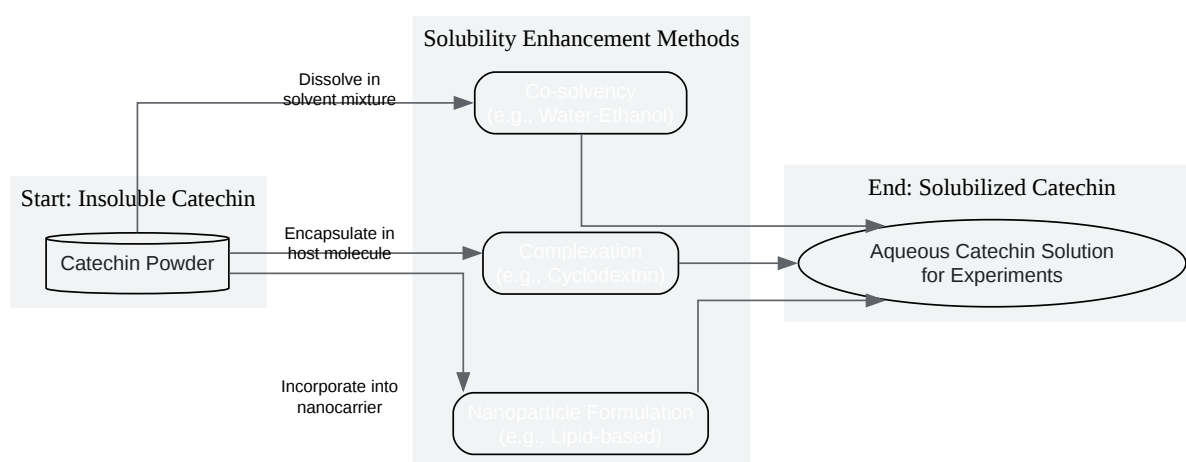 Solubility Enhancement Methods
Dissolve in
solvent mixture
Co-solvency
(e.g., Water-Ethanol)
Start: Insoluble Catechin
Catechin Powder
Encapsulate in
host molecule
Complexation
(e.g., Cyclodextrin)
End: Solubilized Catechin
Aqueous Catechin Solution
for Experiments
Incorporate into
nanocarrier
Nanoparticle Formulation
(e.g., Lipid-based)